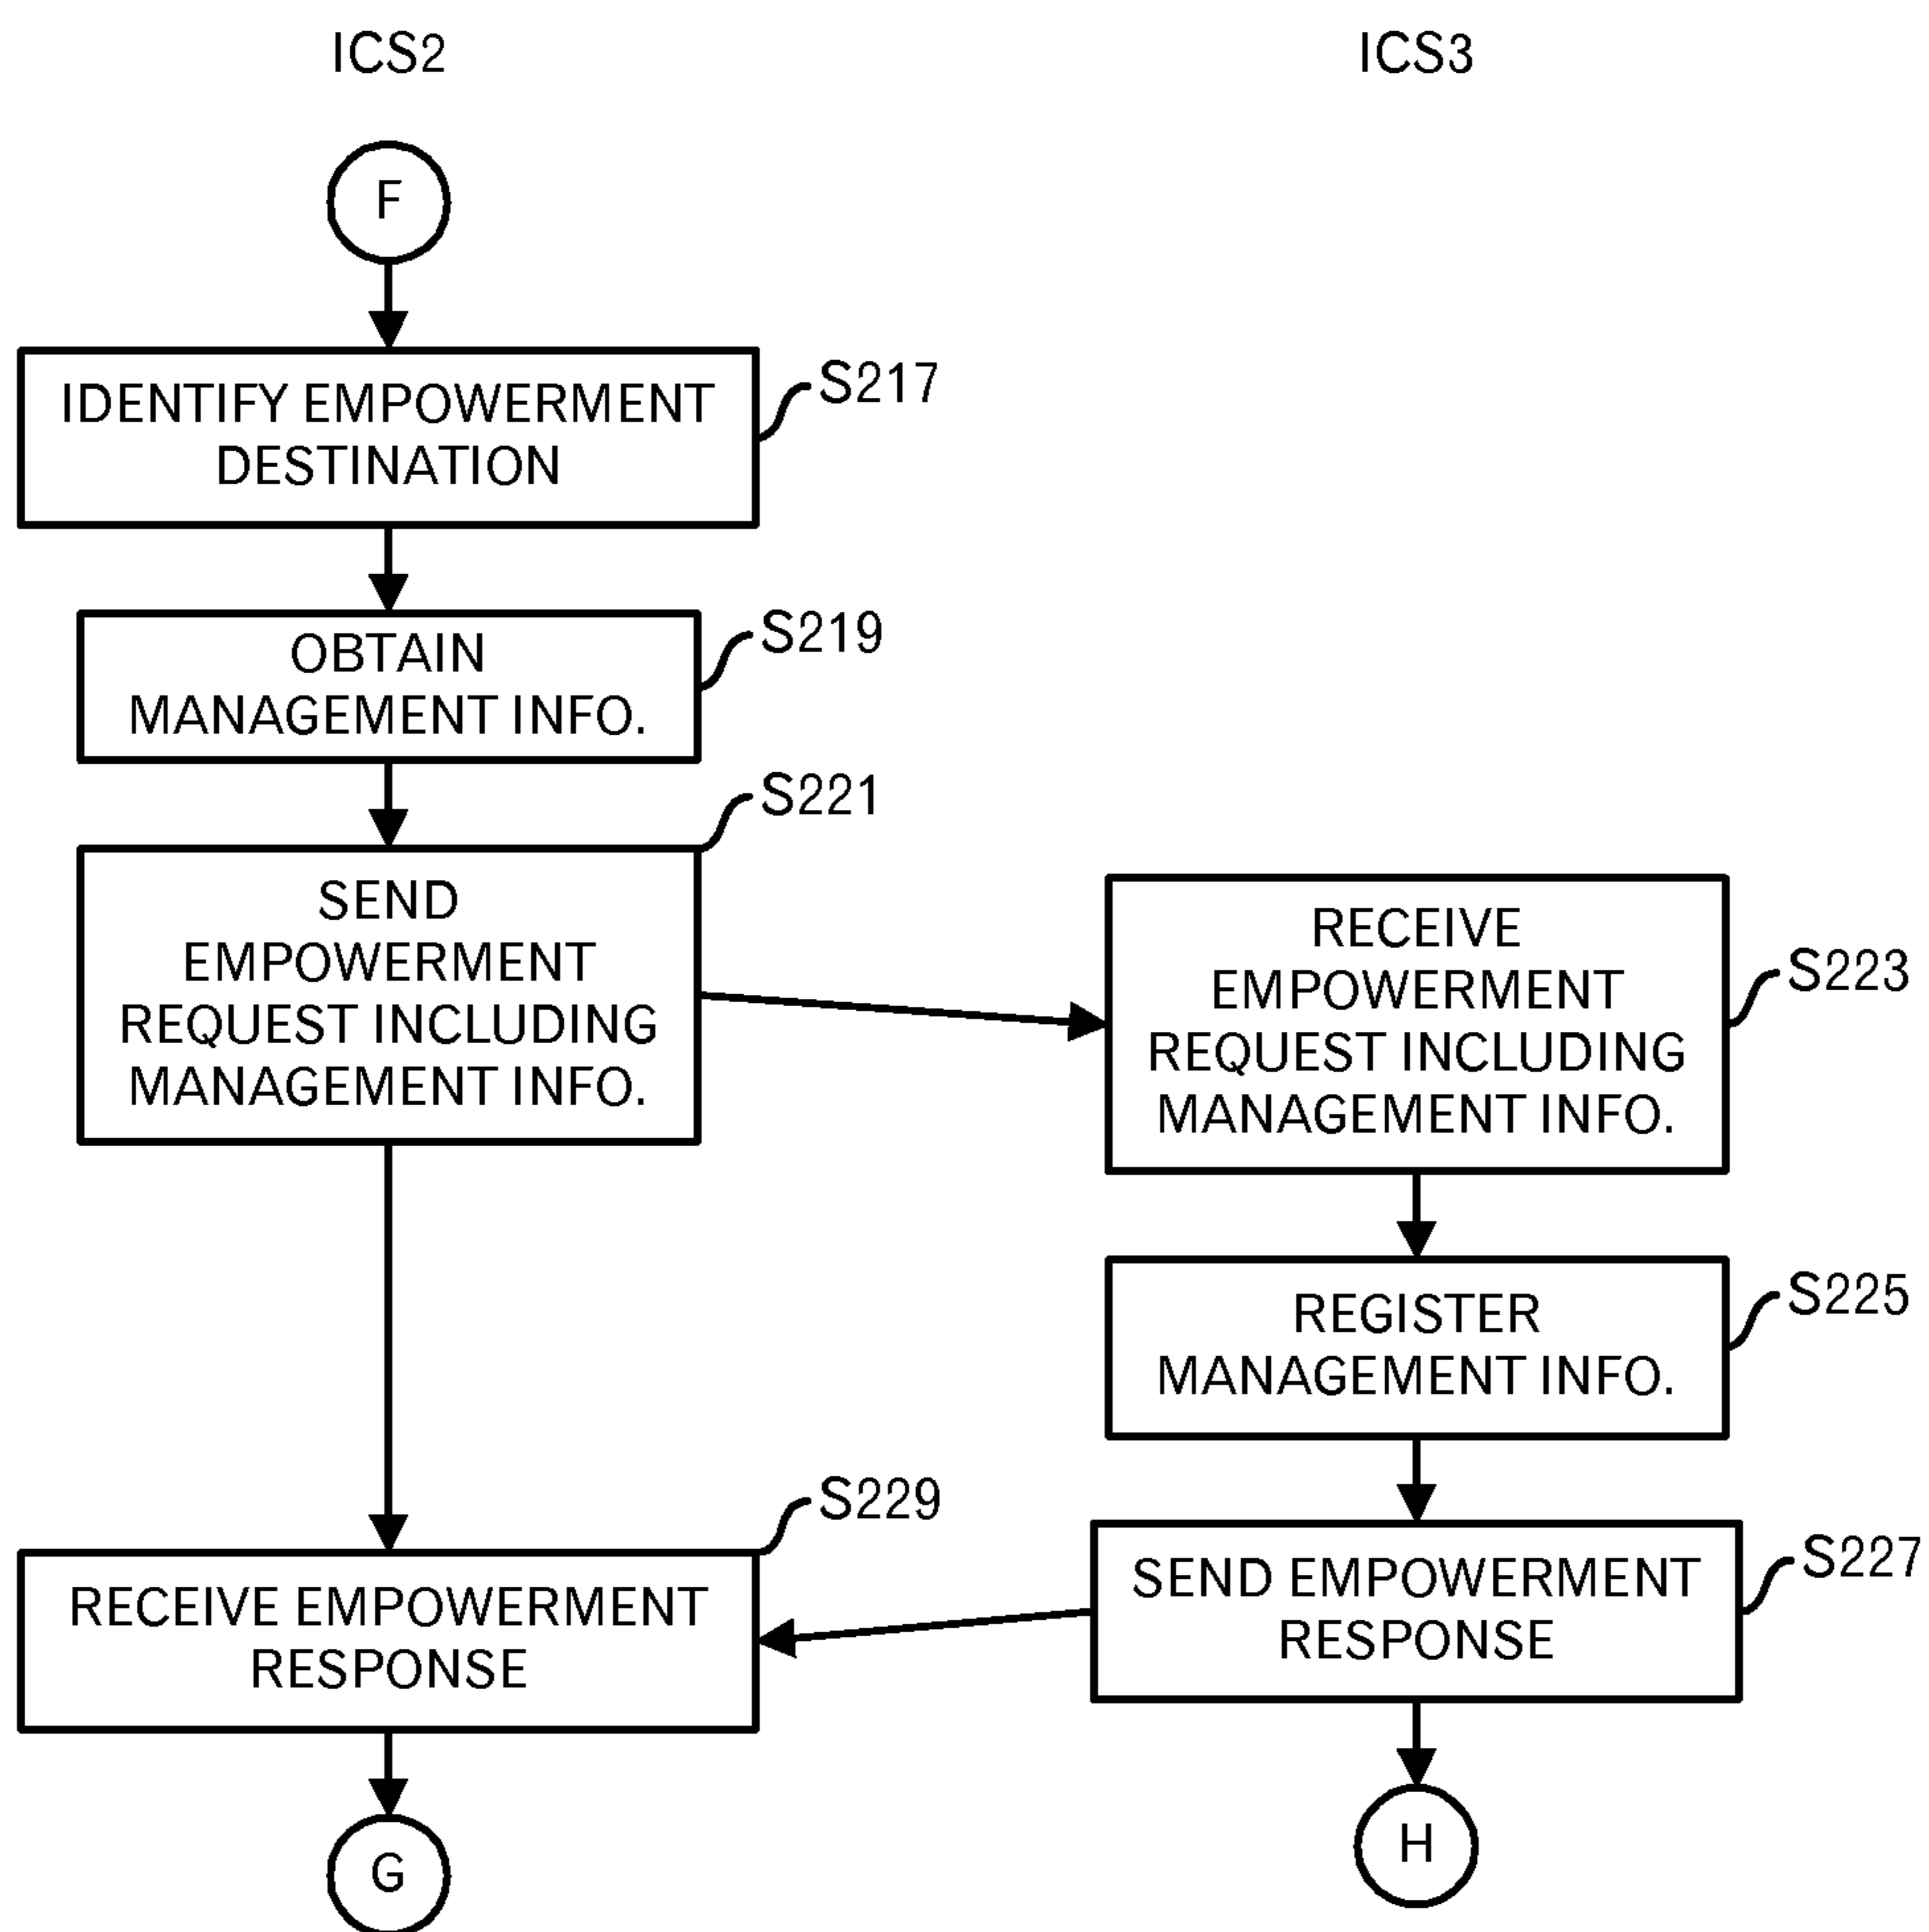 ICS2
ICS3
F
IDENTIFY EMPOWERMENT
DESTINATION
S217
OBTAIN
MANAGEMENT INFO.
S219
S221
SEND
EMPOWERMENT
REQUEST INCLUDING
MANAGEMENT INFO.
RECEIVE
EMPOWERMENT
REQUEST INCLUDING
MANAGEMENT INFO.
S223
REGISTER
MANAGEMENT INFO.
S225
S229
RECEIVE EMPOWERMENT
RESPONSE
SEND EMPOWERMENT
RESPONSE
S227
G
H